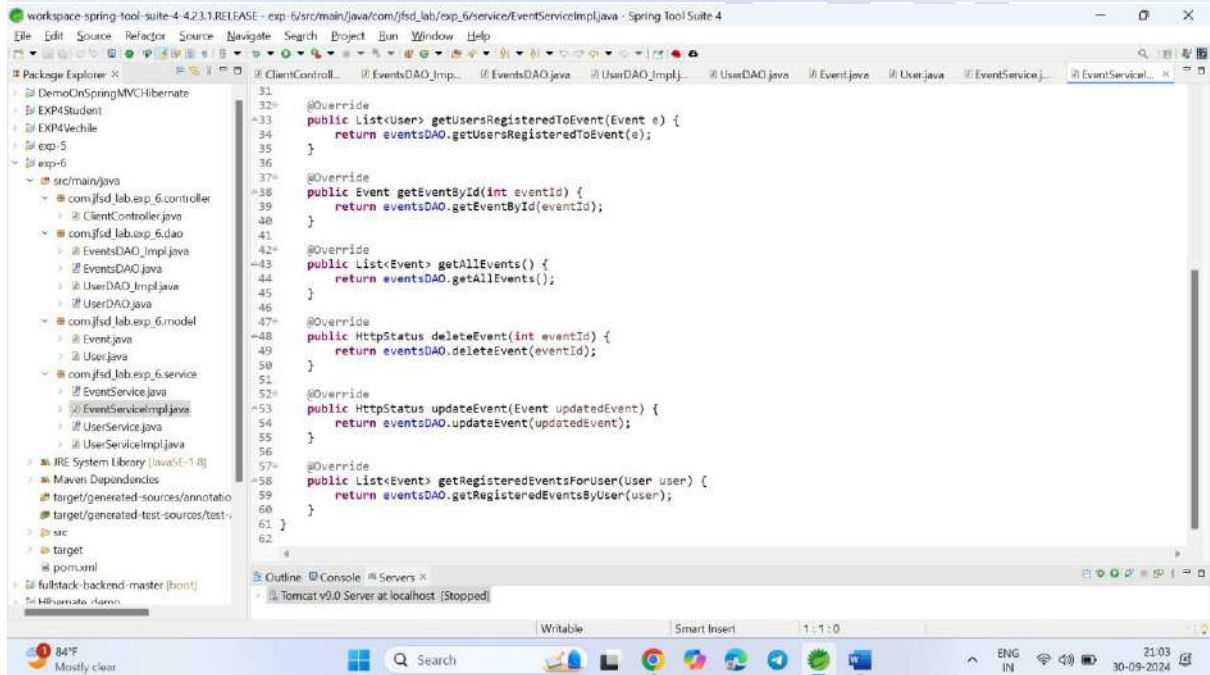 workspace-spring-tool-suite-4-4.23.1.RELEASE - exp-6/src/main/java/com/jfsd_lab/exp_6/service/EventServiceImpl.java - Spring Tool Suite 4
File Edit Source Refactor Source Navigate Search Project Run Window Help
Package Explorer
ClientControll... EventsDAO_Imp... EventsDAO.java UserDAO_Impl.j... UserDAO.java Event.java User.java EventService.j... EventServiceI...
DemoOnSpringMVCHibernate
EXP4Student
EXP4Vechile
exp-5
exp-6
src/main/java
com.jfsd_lab.exp_6.controller
ClientController.java
com.jfsd_lab.exp_6.dao
EventsDAO_Impl.java
EventsDAO.java
UserDAO_Impl.java
UserDAO.java
com.jfsd_lab.exp_6.model
Event.java
User.java
com.jfsd_lab.exp_6.service
EventService.java
EventServiceImpl.java
UserService.java
UserServiceImpl.java
JRE System Library [JavaSE-1.8]
Maven Dependencies
target/generated-sources/annotatio
target/generated-test-sources/test-
src
target
pom.xml
fullstack-backend-master [boot]
Hibernate demo
31
32 @Override
33 public List<User> getUsersRegisteredToEvent(Event e) {
34 return eventsDAO.getUsersRegisteredToEvent(e);
35 }
36
37 @Override
38 public Event getEventById(int eventId) {
39 return eventsDAO.getEventById(eventId);
40 }
41
42 @Override
43 public List<Event> getAllEvents() {
44 return eventsDAO.getAllEvents();
45 }
46
47 @Override
48 public HttpStatus deleteEvent(int eventId) {
49 return eventsDAO.deleteEvent(eventId);
50 }
51
52 @Override
53 public HttpStatus updateEvent(Event updatedEvent) {
54 return eventsDAO.updateEvent(updatedEvent);
55 }
56
57 @Override
58 public List<Event> getRegisteredEventsForUser(User user) {
59 return eventsDAO.getRegisteredEventsByUser(user);
60 }
61 }
62
Outline Console Servers
Tomcat v9.0 Server at localhost [Stopped]
Writable Smart Insert 1:1:0
84°F
Mostly clear
Search
ENG
IN
21:03
30-09-2024